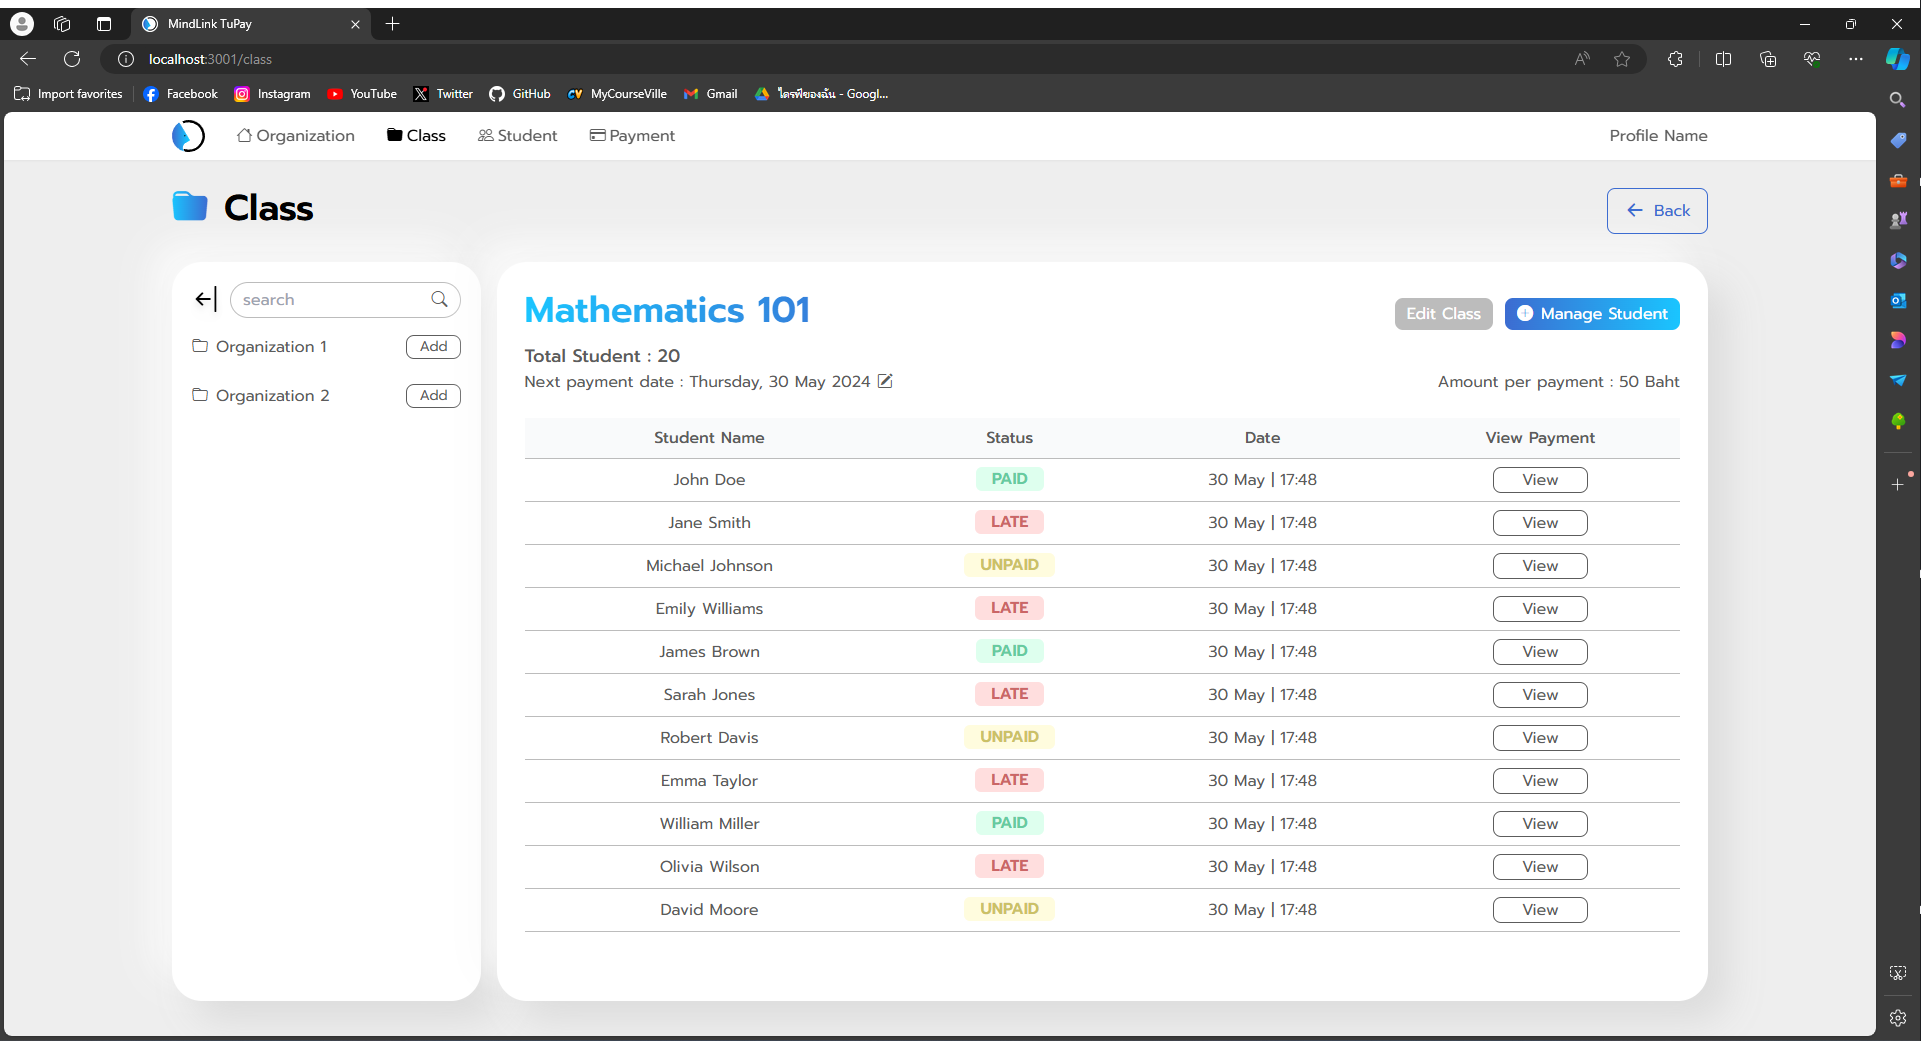 MindLink TuPay
localhost:3001/class
Import favorites Facebook Instagram YouTube Twitter GitHub MyCourseVille Gmail ไดรฟ์ของฉัน - Googl...
Organization Class Student Payment Profile Name
Class
Back
search
Organization 1 Add
Organization 2 Add
Mathematics 101
Edit Class Manage Student
Total Student : 20
Next payment date : Thursday, 30 May 2024 Amount per payment : 50 Baht
Student Name Status Date View Payment
John Doe PAID 30 May | 17:48 View
Jane Smith LATE 30 May | 17:48 View
Michael Johnson UNPAID 30 May | 17:48 View
Emily Williams LATE 30 May | 17:48 View
James Brown PAID 30 May | 17:48 View
Sarah Jones LATE 30 May | 17:48 View
Robert Davis UNPAID 30 May | 17:48 View
Emma Taylor LATE 30 May | 17:48 View
William Miller PAID 30 May | 17:48 View
Olivia Wilson LATE 30 May | 17:48 View
David Moore UNPAID 30 May | 17:48 View